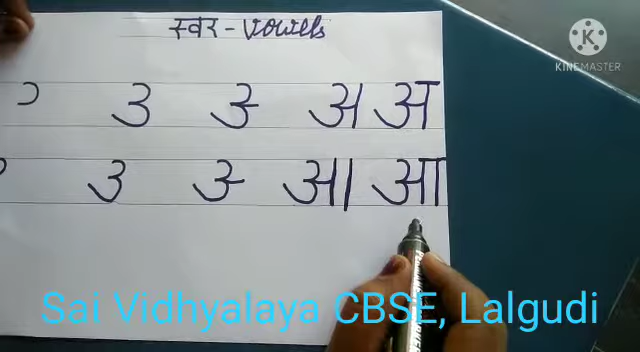 KINEMASTER
स्वर - Vowels
उ अ
उ आ
Sai Vidhyalaya CBSE, Lalgudi